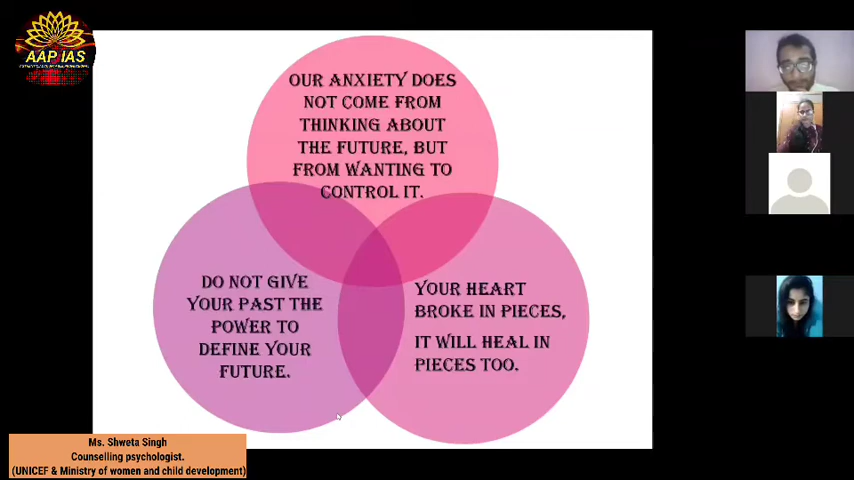 AAP IAS
OUR ANXIETY DOES
NOT COME FROM
THINKING ABOUT
THE FUTURE, BUT
FROM WANTING TO
CONTROL IT.
DO NOT GIVE
YOUR PAST THE
POWER TO
DEFINE YOUR
FUTURE.
YOUR HEART
BROKE IN PIECES,
IT WILL HEAL IN
PIECES TOO.
Ms. Shweta Singh
Counselling psychologist.
(UNICEF & Ministry of women and child development)